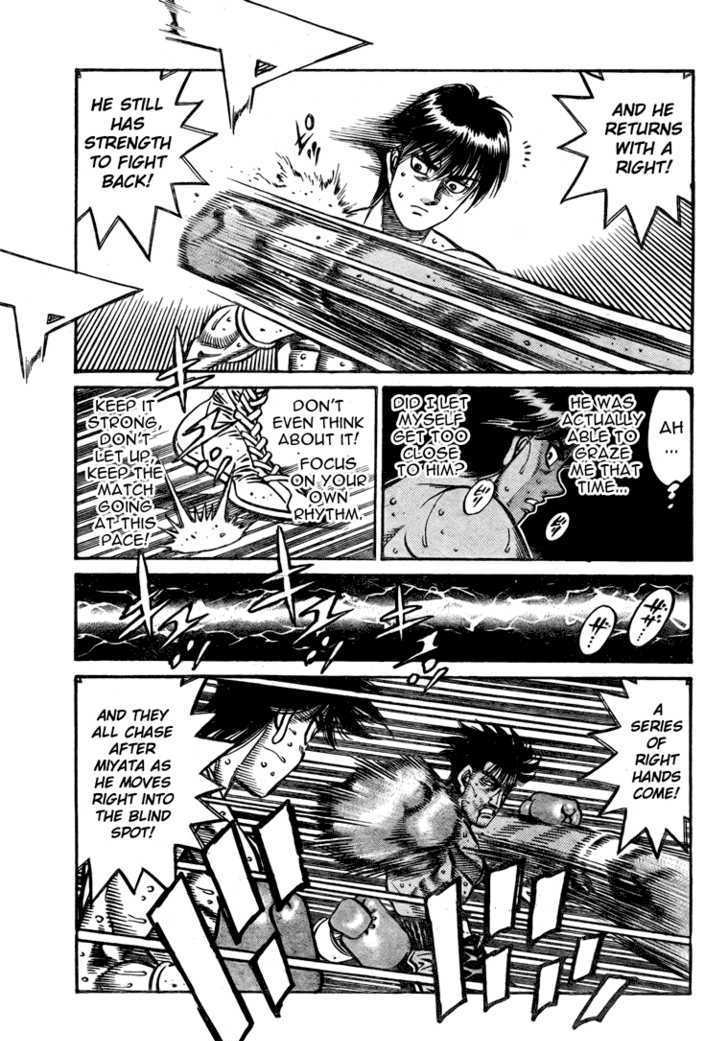 AND HE
RETURNS
WITH A
RIGHT!
HE STILL
HAS
STRENGTH
TO FIGHT
BACK!
AH
...
HE WAS
ACTUALLY
ABLE TO
GRAZE
ME THAT
TIME...
DID I LET
MYSELF
GET TOO
CLOSE
TO HIM?
DON'T
EVEN THINK
ABOUT IT!
FOCUS
ON YOUR
OWN
RHYTHM.
KEEP IT
STRONG,
DON'T
LET UP,
KEEP THE
MATCH
GOING
AT THIS
PACE!
A
SERIES
OF
RIGHT
HANDS
COME!
AND THEY
ALL CHASE
AFTER
MIYATA AS
HE MOVES
RIGHT INTO
THE BLIND
SPOT!